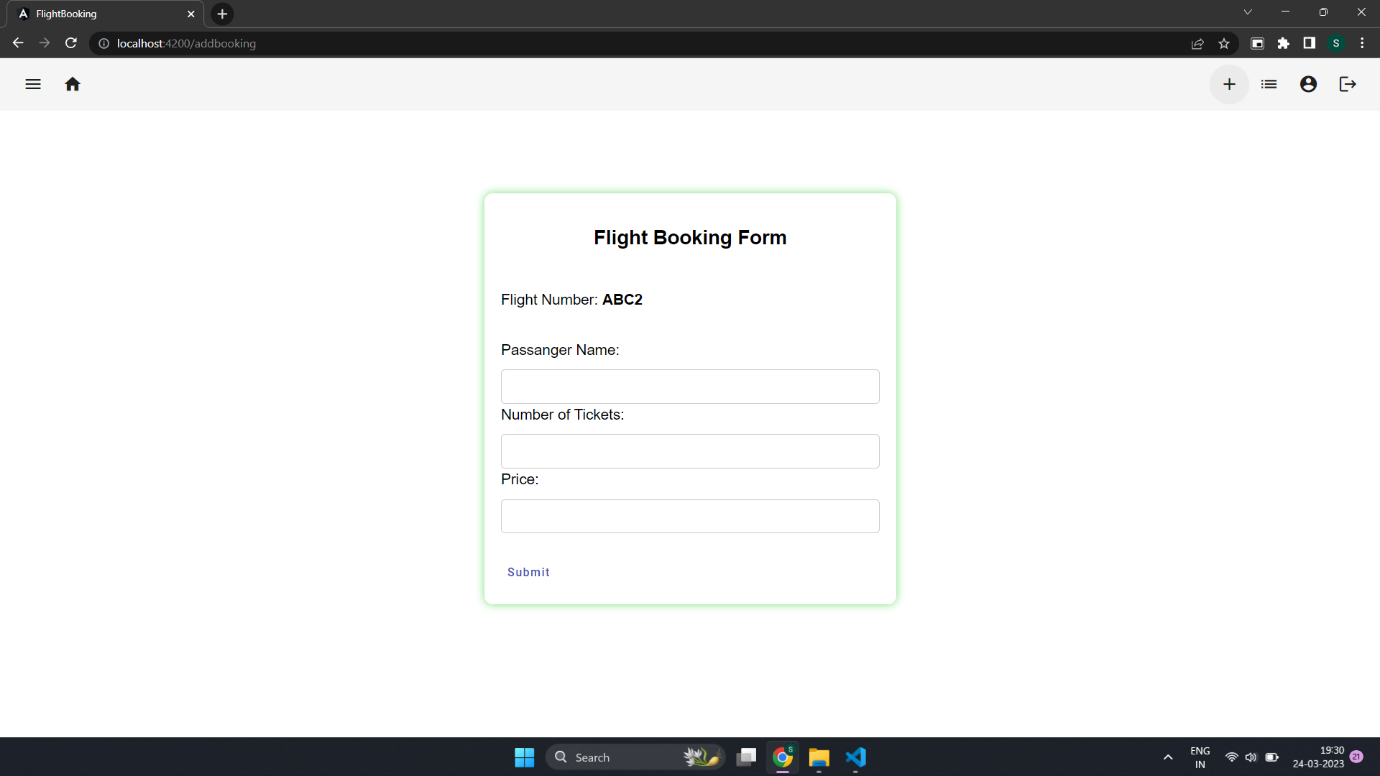 FlightBooking
localhost:4200/addbooking
S
Flight Booking Form
Flight Number: ABC2
Passanger Name:
Number of Tickets:
Price:
Submit
Search
S
ENG
IN
19:30
24-03-2023
21